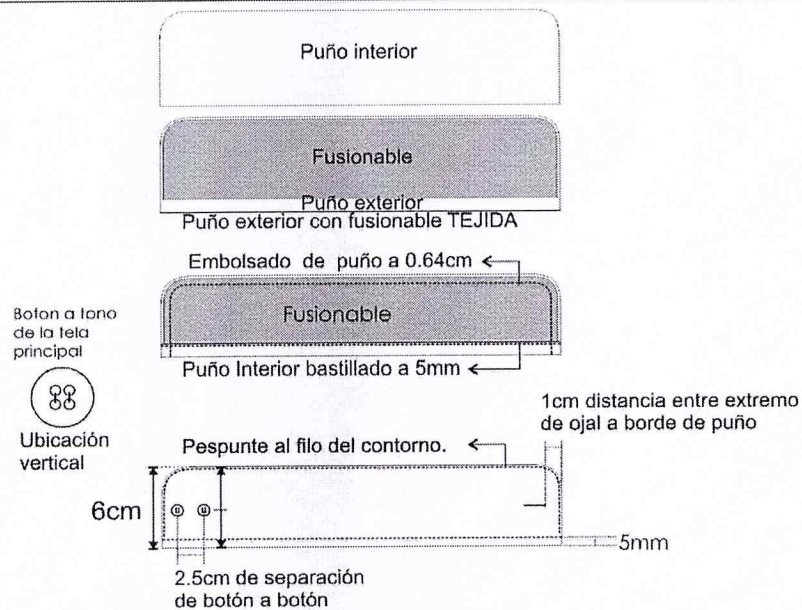 Puño interior
Fusionable
Puño exterior
Puño exterior con fusionable TEJIDA
Embolsado de puño a 0.64cm
Fusionable
Boton a tono
de la tela
principal
Puño Interior bastillado a 5mm
Ubicación
vertical
1cm distancia entre extremo
de ojal a borde de puño
Pespunte al filo del contorno.
6cm
5mm
2.5cm de separación
de botón a botón